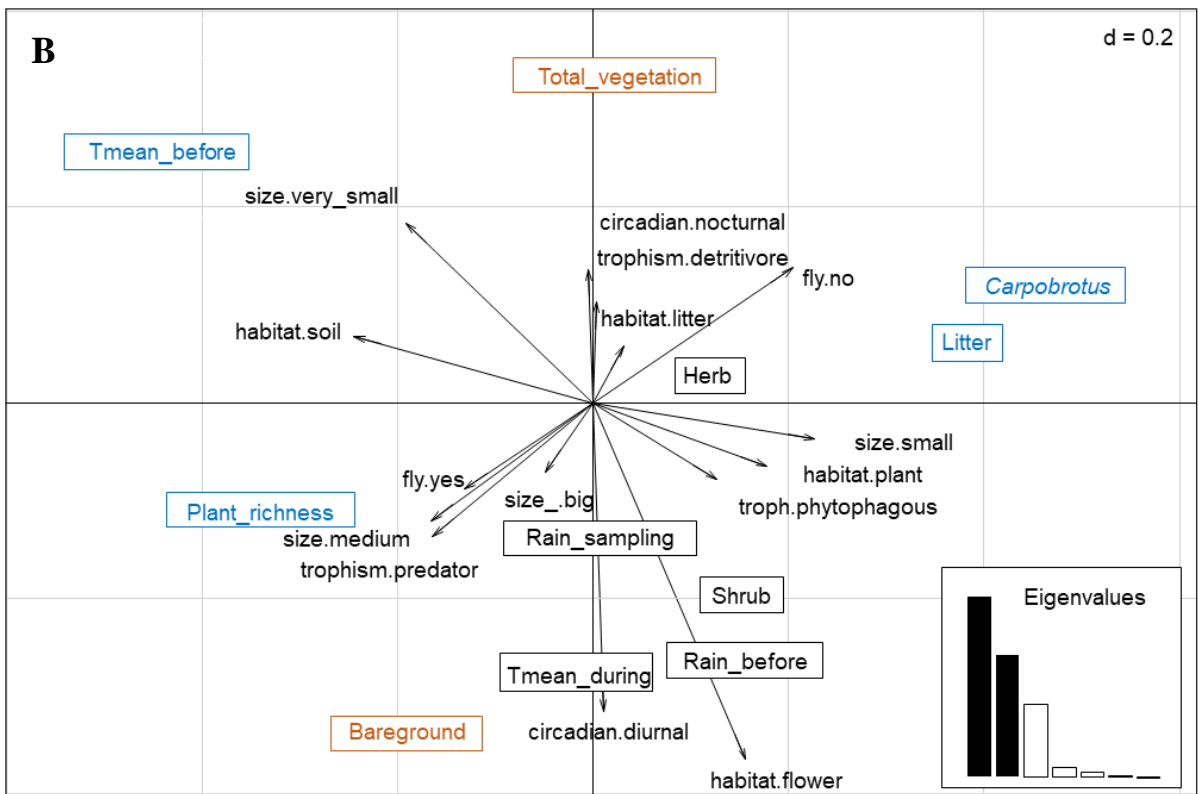 B
d = 0.2
Total_vegetation
Tmean_before
size.very_small
circadian.nocturnal
trophism.detritivore
fly.no
Carpobrotus
habitat.litter
habitat.soil
Litter
Herb
size.small
habitat.plant
fly.yes
size_.big
troph.phytophagous
Plant_richness
size.medium
Rain_sampling
trophism.predator
Shrub
Eigenvalues
Rain_before
Tmean_during
Bareground
circadian.diurnal
habitat.flower